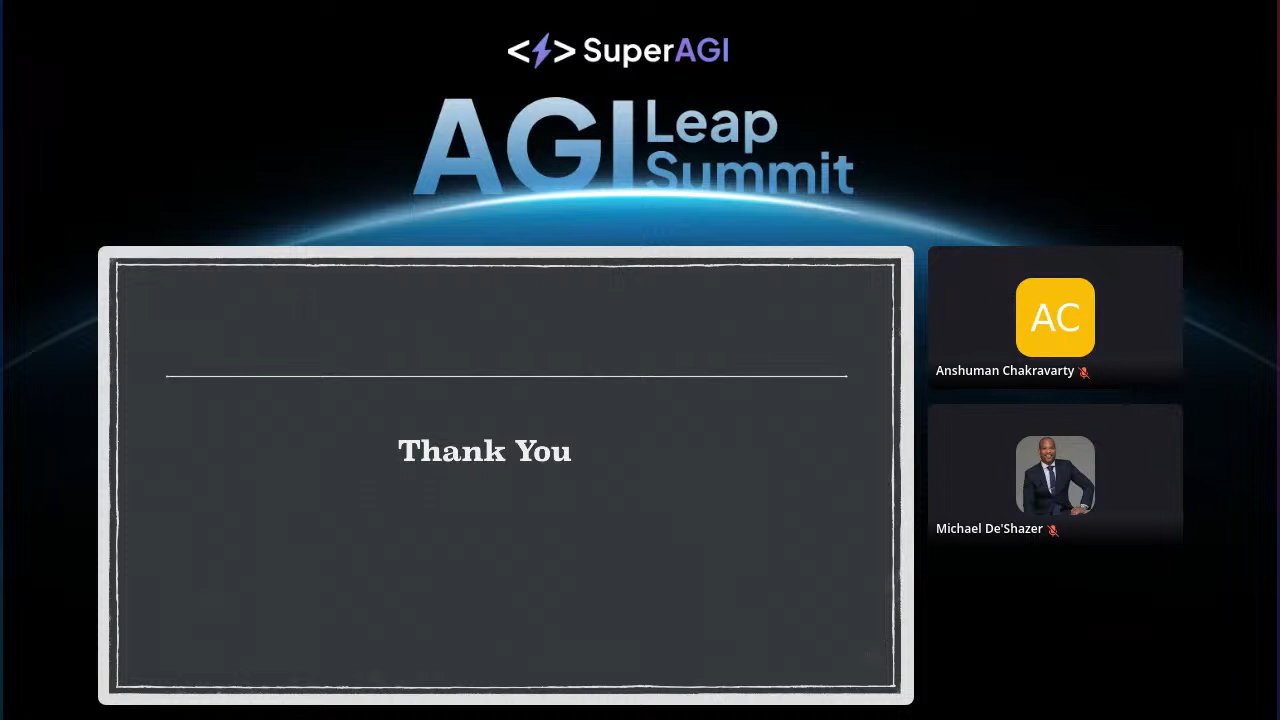 <⚡> SuperAGI
AGI Leap Summit
Thank You
AC
Anshuman Chakravarty
Michael De'Shazer